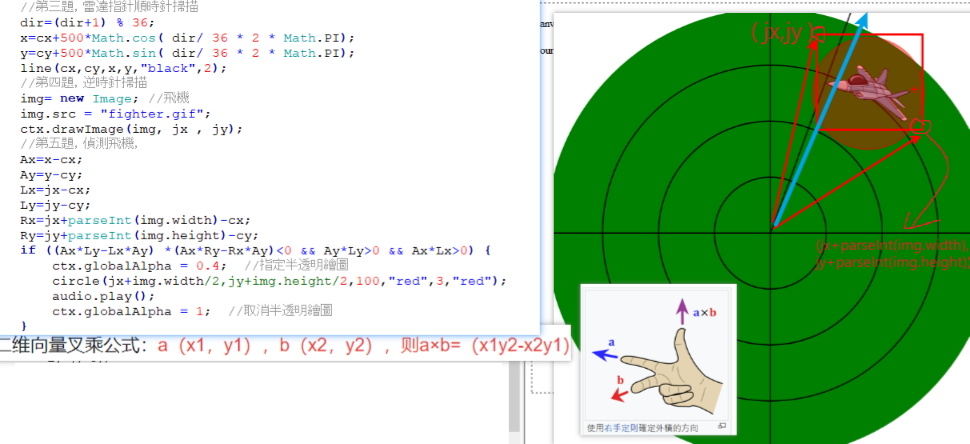 //第三題, 雷達指針順時針掃描
dir=(dir+1) % 36;
x=cx+500*Math.cos( dir/ 36 * 2 * Math.PI);
y=cy+500*Math.sin( dir/ 36 * 2 * Math.PI);
line(cx,cy,x,y,"black",2);
//第四題, 逆時針掃描
img= new Image; //飛機
img.src = "fighter.gif";
ctx.drawImage(img, jx , jy);
//第五題, 偵測飛機,
Ax=x-cx;
Ay=y-cy;
Lx=jx-cx;
Ly=jy-cy;
Rx=jx+parseInt(img.width)-cx;
Ry=jy+parseInt(img.height)-cy;
if ((Ax*Ly-Lx*Ay) *(Ax*Ry-Rx*Ay)<0 && Ay*Ly>0 && Ax*Lx>0) {
ctx.globalAlpha = 0.4; //指定半透明繪圖
circle(jx+img.width/2,jy+img.height/2,100,"red",3,"red");
audio.play();
ctx.globalAlpha = 1; //取消半透明繪圖
}
二维向量叉乘公式：a（x1，y1），b（x2，y2），则a×b=（x1y2-x2y1）
( jx,jy )
(jx+parseInt(img.width),
jy+parseInt(img.height))
a×b
a
b
使用右手定則確定外積的方向